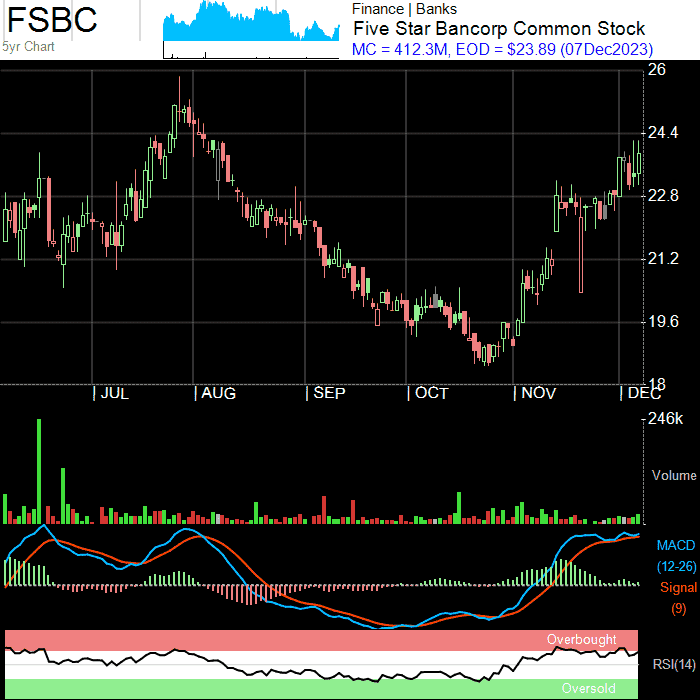 FSBC
5yr Chart
Finance | Banks
Five Star Bancorp Common Stock
MC = 412.3M, EOD = $23.89 (07Dec2023)
26
24.4
22.8
21.2
19.6
18
JUL AUG SEP OCT NOV DEC
246k
Volume
MACD
(12-26)
Signal
(9)
Overbought
RSI(14)
Oversold